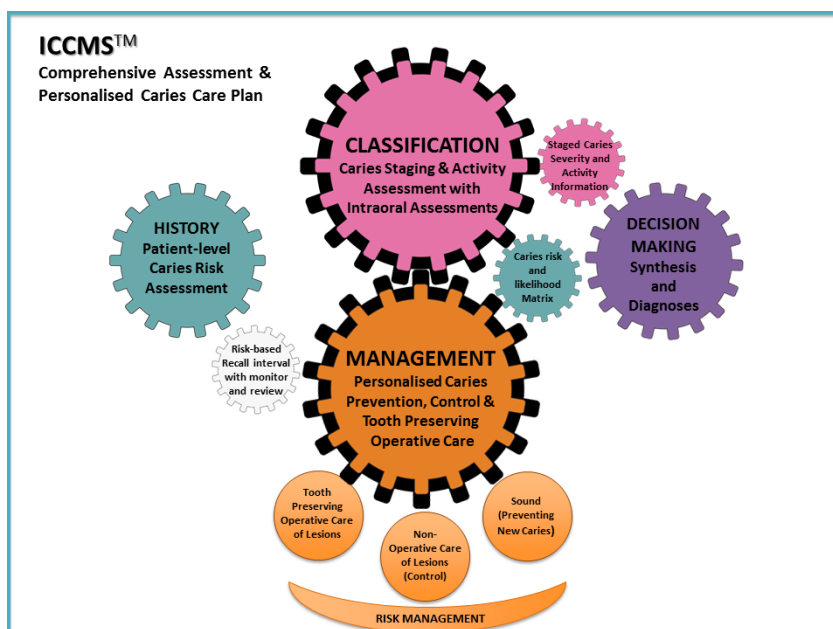 ICCMS™
Comprehensive Assessment &
Personalised Caries Care Plan
CLASSIFICATION
Caries Staging & Activity
Assessment with
Intraoral Assessments
Staged Caries
Severity and
Activity
Information
HISTORY
Patient-level
Caries Risk
Assessment
DECISION
MAKING
Synthesis
and
Diagnoses
Caries risk
and
likelihood
Matrix
Risk-based
Recall interval
with monitor
and review
MANAGEMENT
Personalised Caries
Prevention, Control &
Tooth Preserving
Operative Care
Tooth
Preserving
Operative Care
of Lesions
Non-
Operative Care
of Lesions
(Control)
Sound
(Preventing
New Caries)
RISK MANAGEMENT